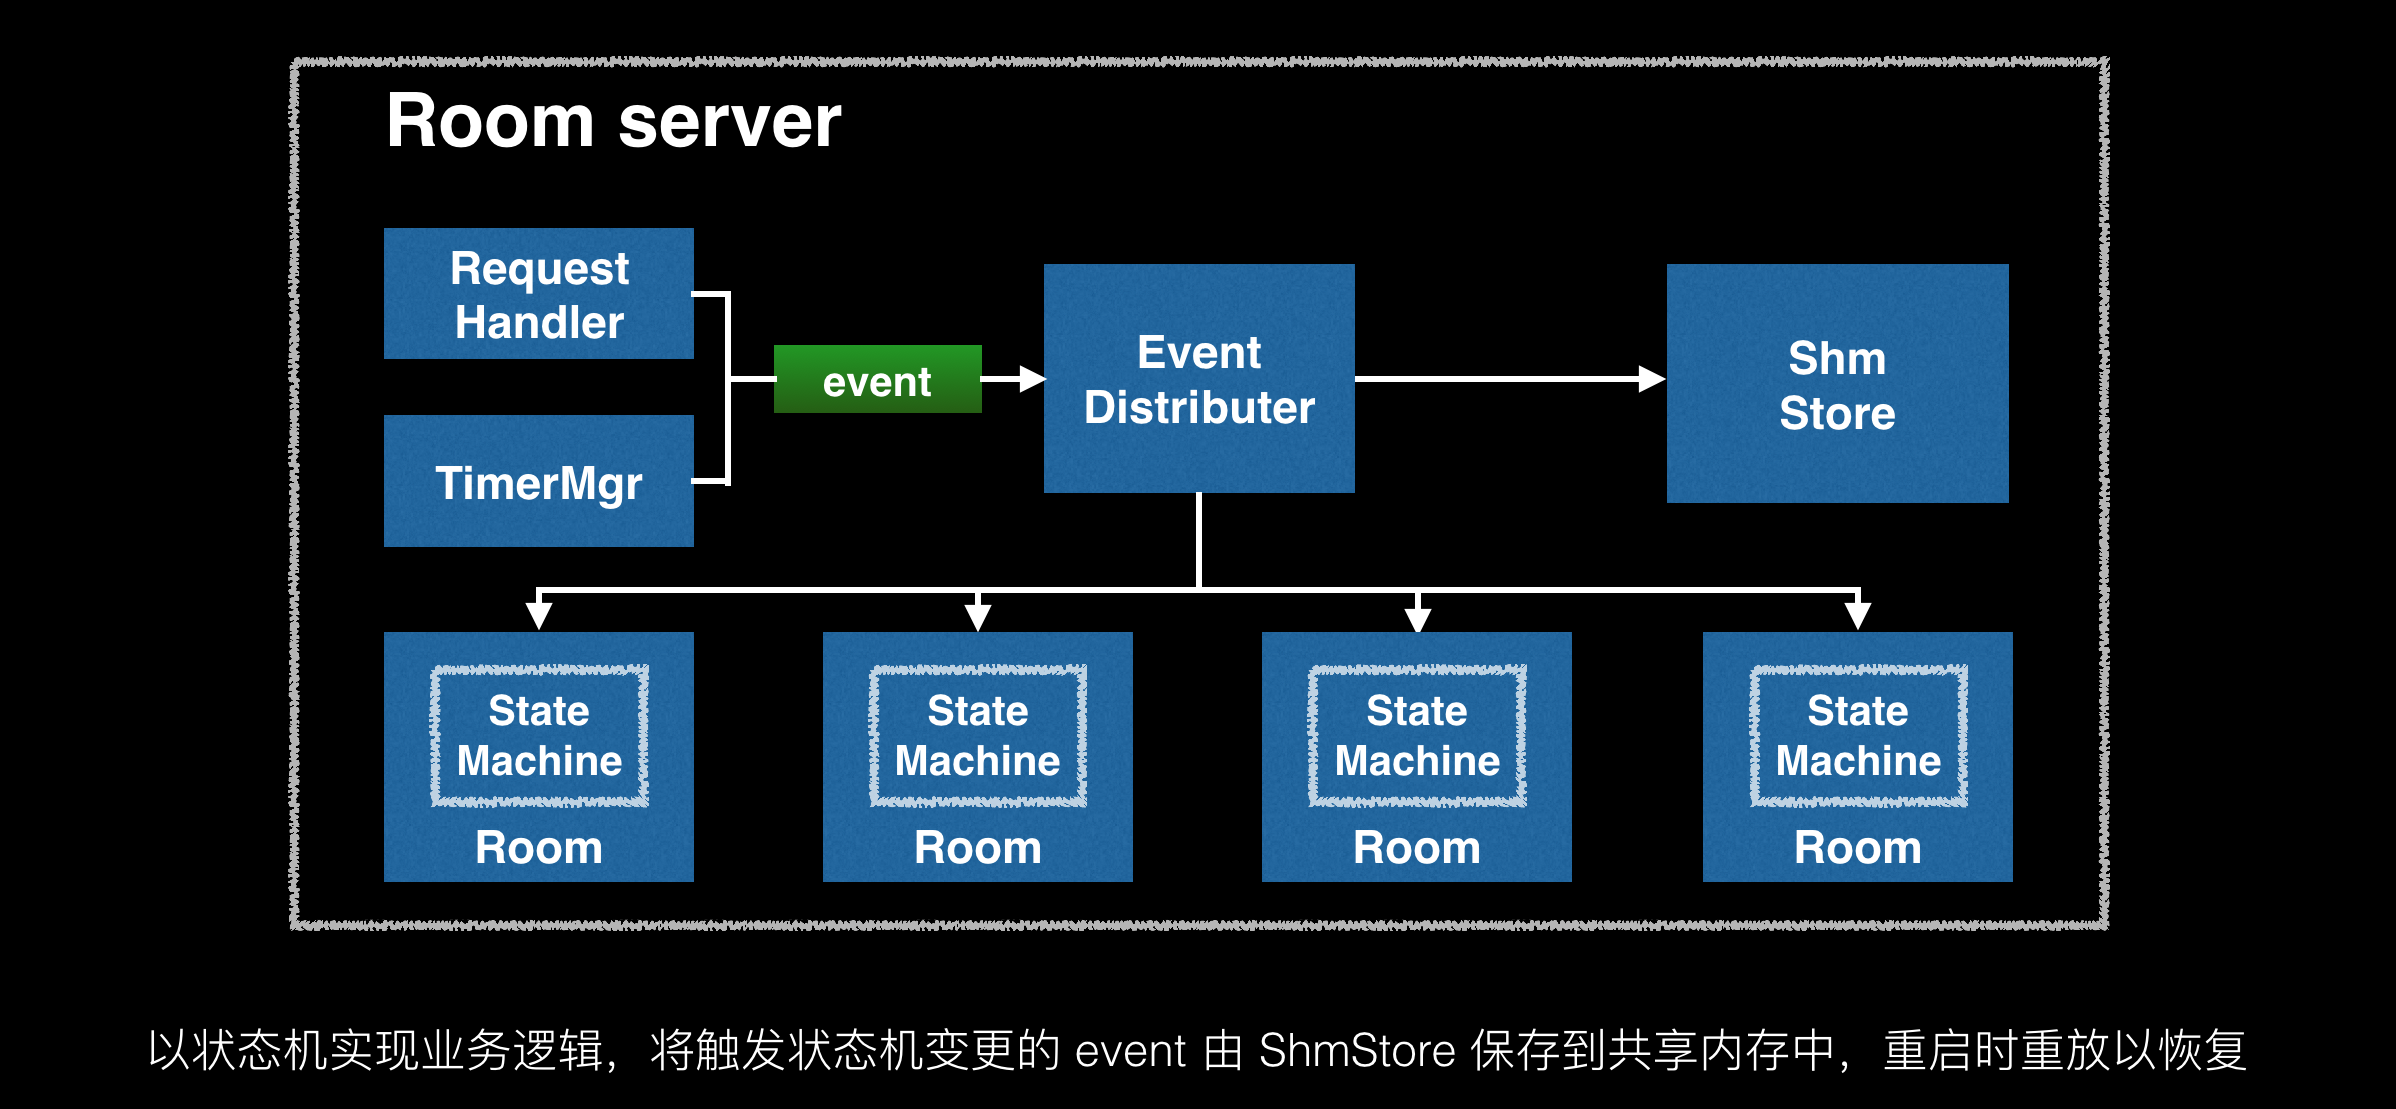 Room server
Request
Handler
TimerMgr
event
Event
Distributer
Shm
Store
State
Machine
Room
State
Machine
Room
State
Machine
Room
State
Machine
Room
以状态机实现业务逻辑，将触发状态机变更的 event 由 ShmStore 保存到共享内存中，重启时重放以恢复